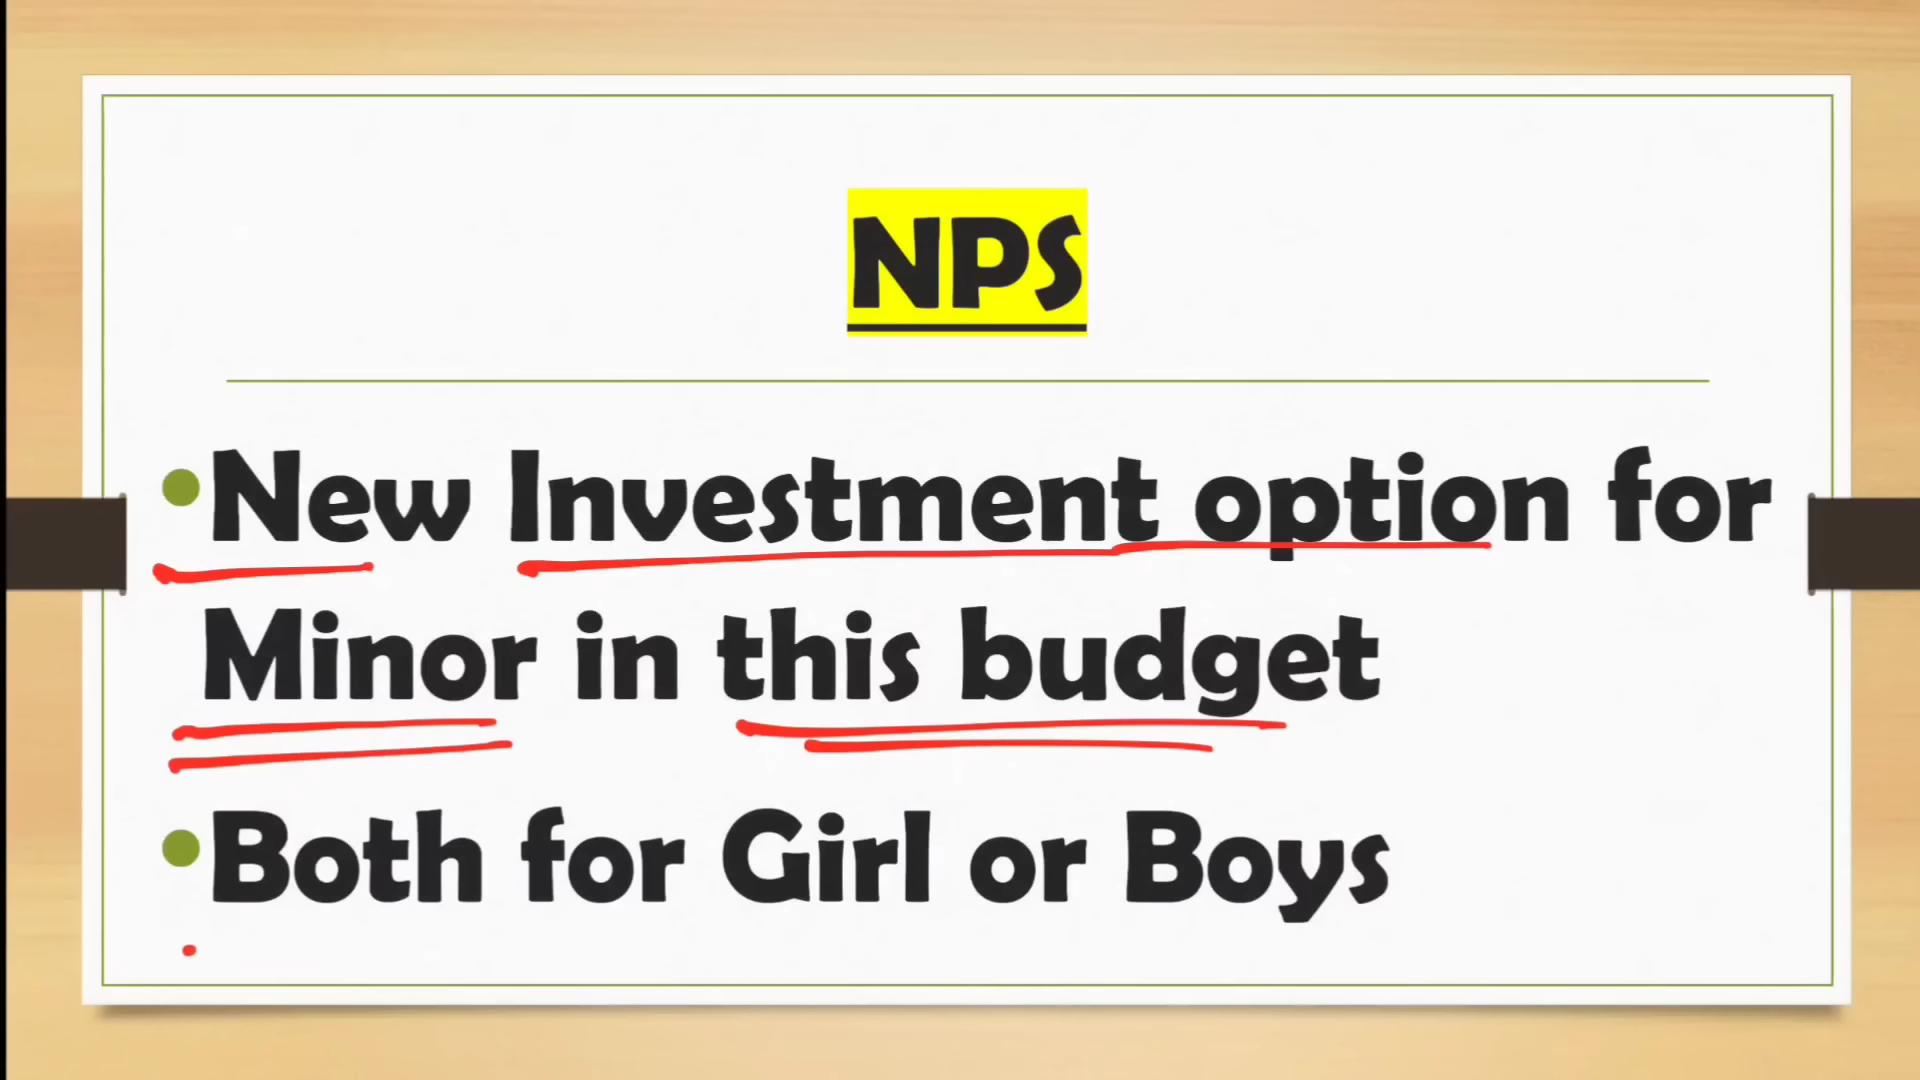 NPS
•New Investment option for
Minor in this budget
•Both for Girl or Boys